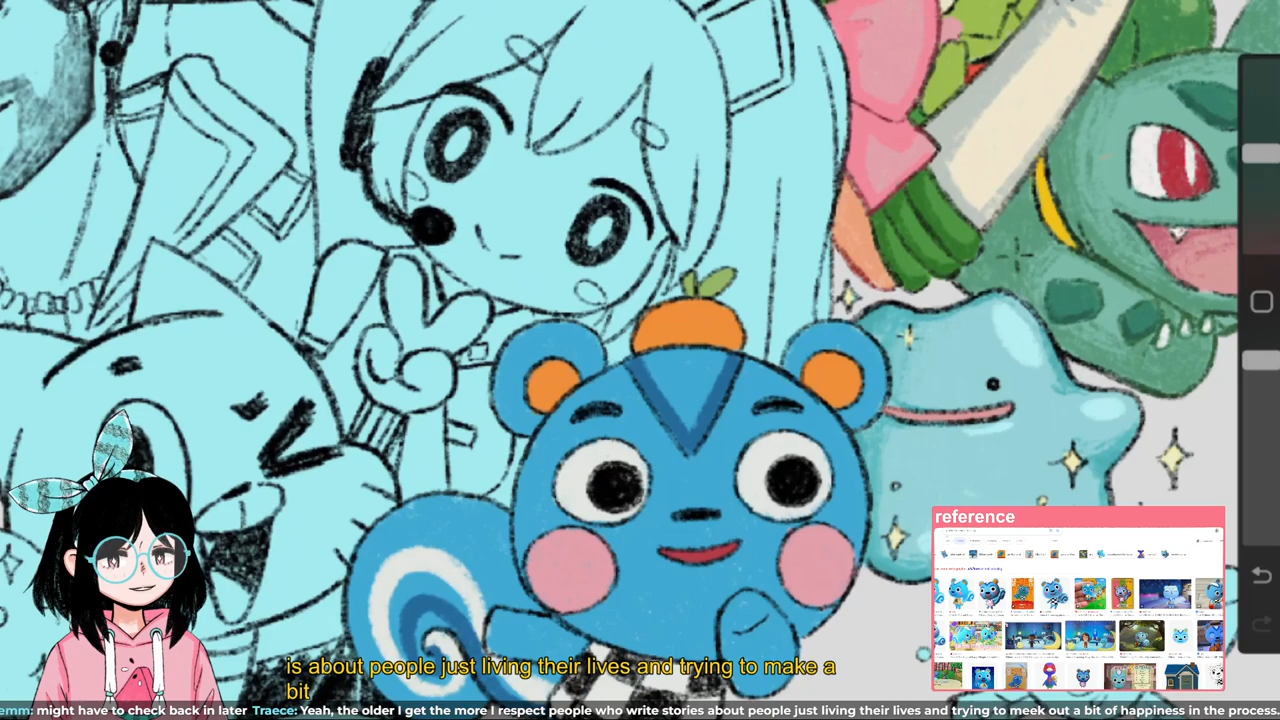 reference
is about people just living their lives and trying to make a
bit
emm: might have to check back in later Traece: Yeah, the older I get the more I respect people who write stories about people just living their lives and trying to meek out a bit of happiness in the process.